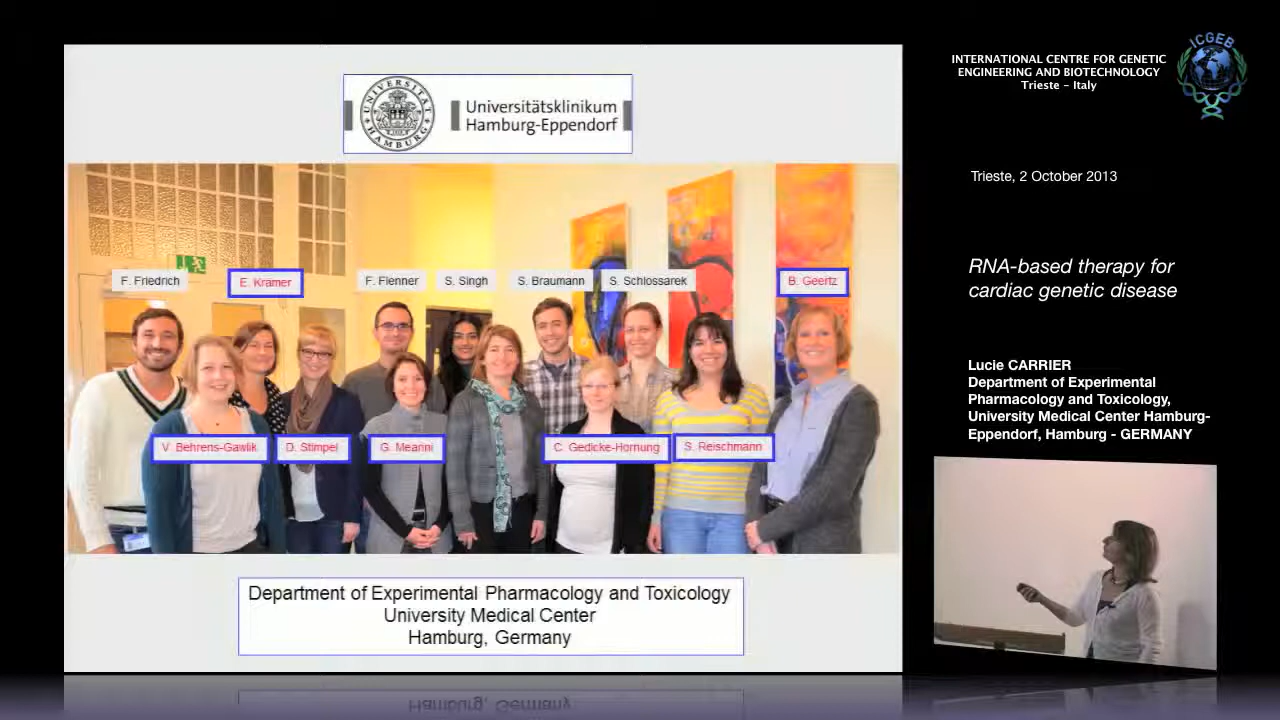 UNIVERSITÄT
HAMBURG
Universitätsklinikum
Hamburg-Eppendorf
F. Friedrich
E. Krämer
F. Flenner
S. Singh
S. Braumann
S. Schlossarek
B. Geertz
V. Behrens-Gawlik
D. Stimpel
G. Mearini
C. Gedicke-Hornung
S. Reischmann
Department of Experimental Pharmacology and Toxicology
University Medical Center
Hamburg, Germany
INTERNATIONAL CENTRE FOR GENETIC
ENGINEERING AND BIOTECHNOLOGY
Trieste - Italy
ICGEB
Trieste, 2 October 2013
RNA-based therapy for
cardiac genetic disease
Lucie CARRIER
Department of Experimental
Pharmacology and Toxicology,
University Medical Center Hamburg-
Eppendorf, Hamburg - GERMANY